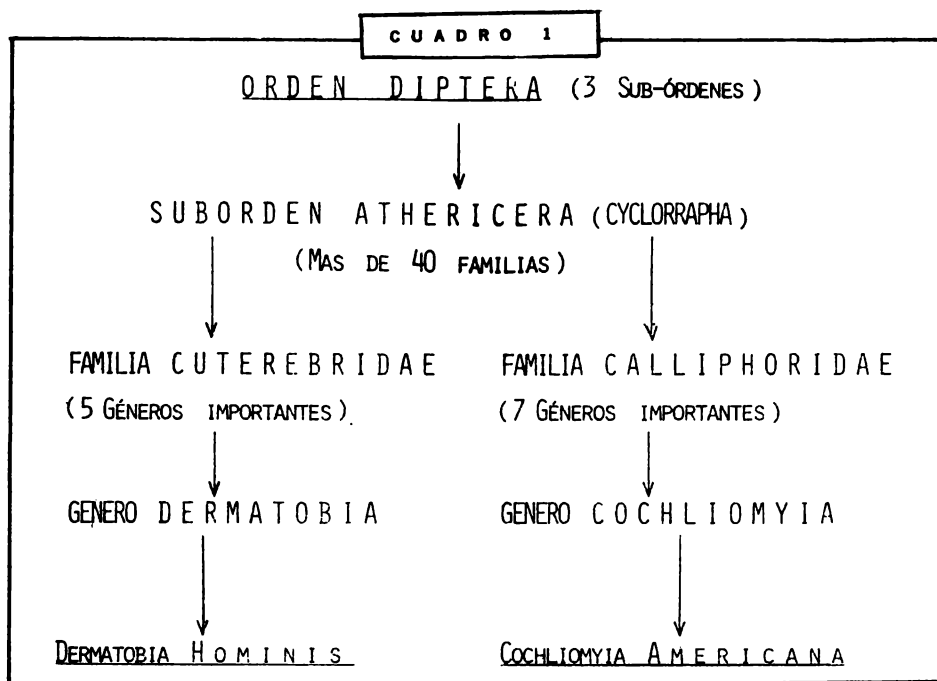 CUADRO 1
ORDEN DIPTERA (3 SUB-ÓRDENES)
SUBORDEN ATHERICERA (CYCLORRAPHA)
(MAS DE 40 FAMILIAS)
FAMILIA CUTEREBRIDAE
(5 GÉNEROS IMPORTANTES).
FAMILIA CALLIPHORIDAE
(7 GÉNEROS IMPORTANTES)
GENERO DERMATOBIA
GENERO COCHLIOMYIA
DERMATOBIA HOMINIS
COCHLIOMYIA AMERICANA